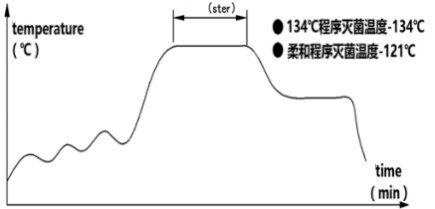 temperature
(℃)
(ster)
● 134℃程序灭菌温度-134℃
● 柔和程序灭菌温度-121℃
time
(min)